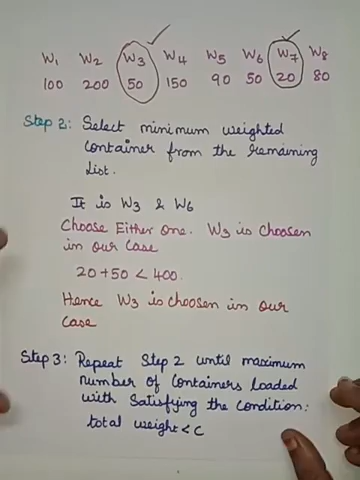 W1 W2 W3 W4 W5 W6 W7 W8
100 200 50 150 90 50 20 80
Step 2: Select minimum weighted
container from the remaining
list.
It is W3 & W6
Choose Either one. W3 is choosen
in our case
20 + 50 < 400.
Hence W3 is choosen in our
case
Step 3: Repeat Step 2 until maximum
number of containers loaded
with satisfying the condition:
total weight < C